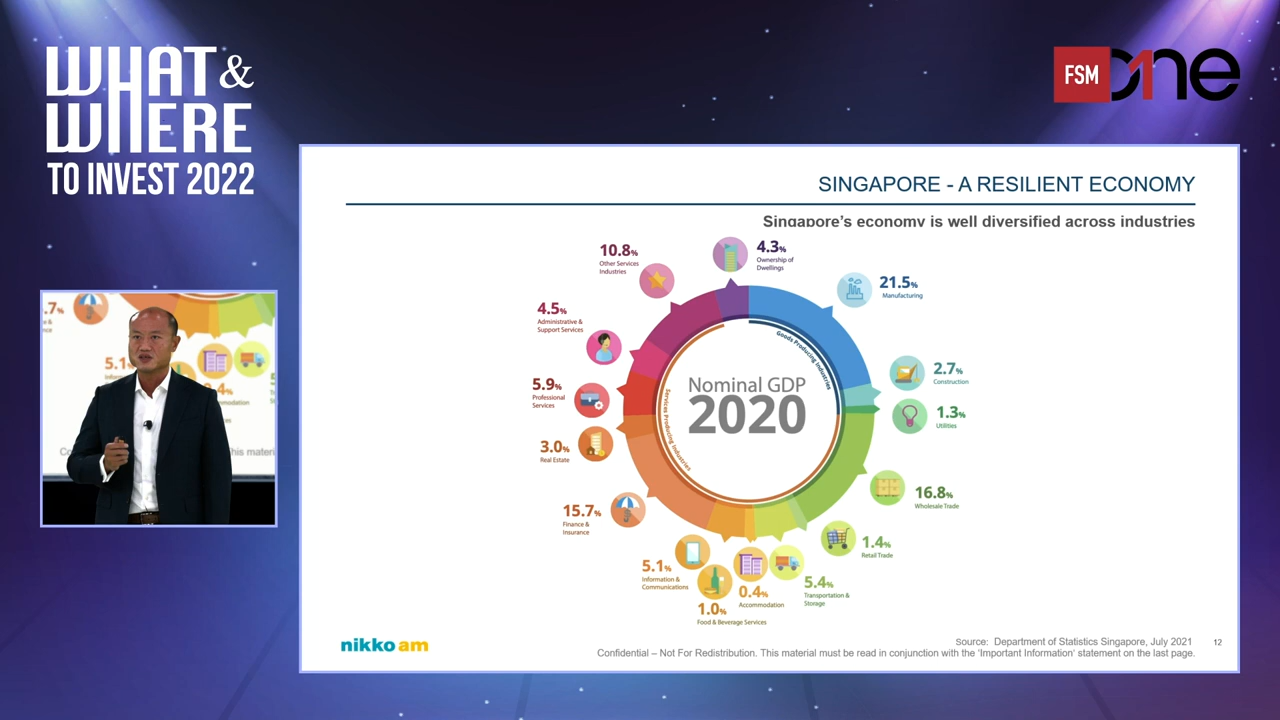 WHAT &
WHERE
TO INVEST 2022
FSM one
SINGAPORE - A RESILIENT ECONOMY
Singapore's economy is well diversified across industries
4.3%
Ownership of
Dwellings
21.5%
Manufacturing
2.7%
Construction
1.3%
Utilities
16.8%
Wholesale Trade
1.4%
Retail Trade
5.4%
Transportation &
Storage
0.4%
Accommodation
1.0%
Food & Beverage Services
5.1%
Information &
Communications
15.7%
Finance &
Insurance
3.0%
Real Estate
5.9%
Professional
Services
4.5%
Administrative &
Support Services
10.8%
Other Services
Industries
Goods Producing Industries
Services Producing Industries
Nominal GDP
2020
.7%
5.1%
nikko am
Source: Department of Statistics Singapore, July 2021
12
Confidential – Not For Redistribution. This material must be read in conjunction with the 'Important Information' statement on the last page.